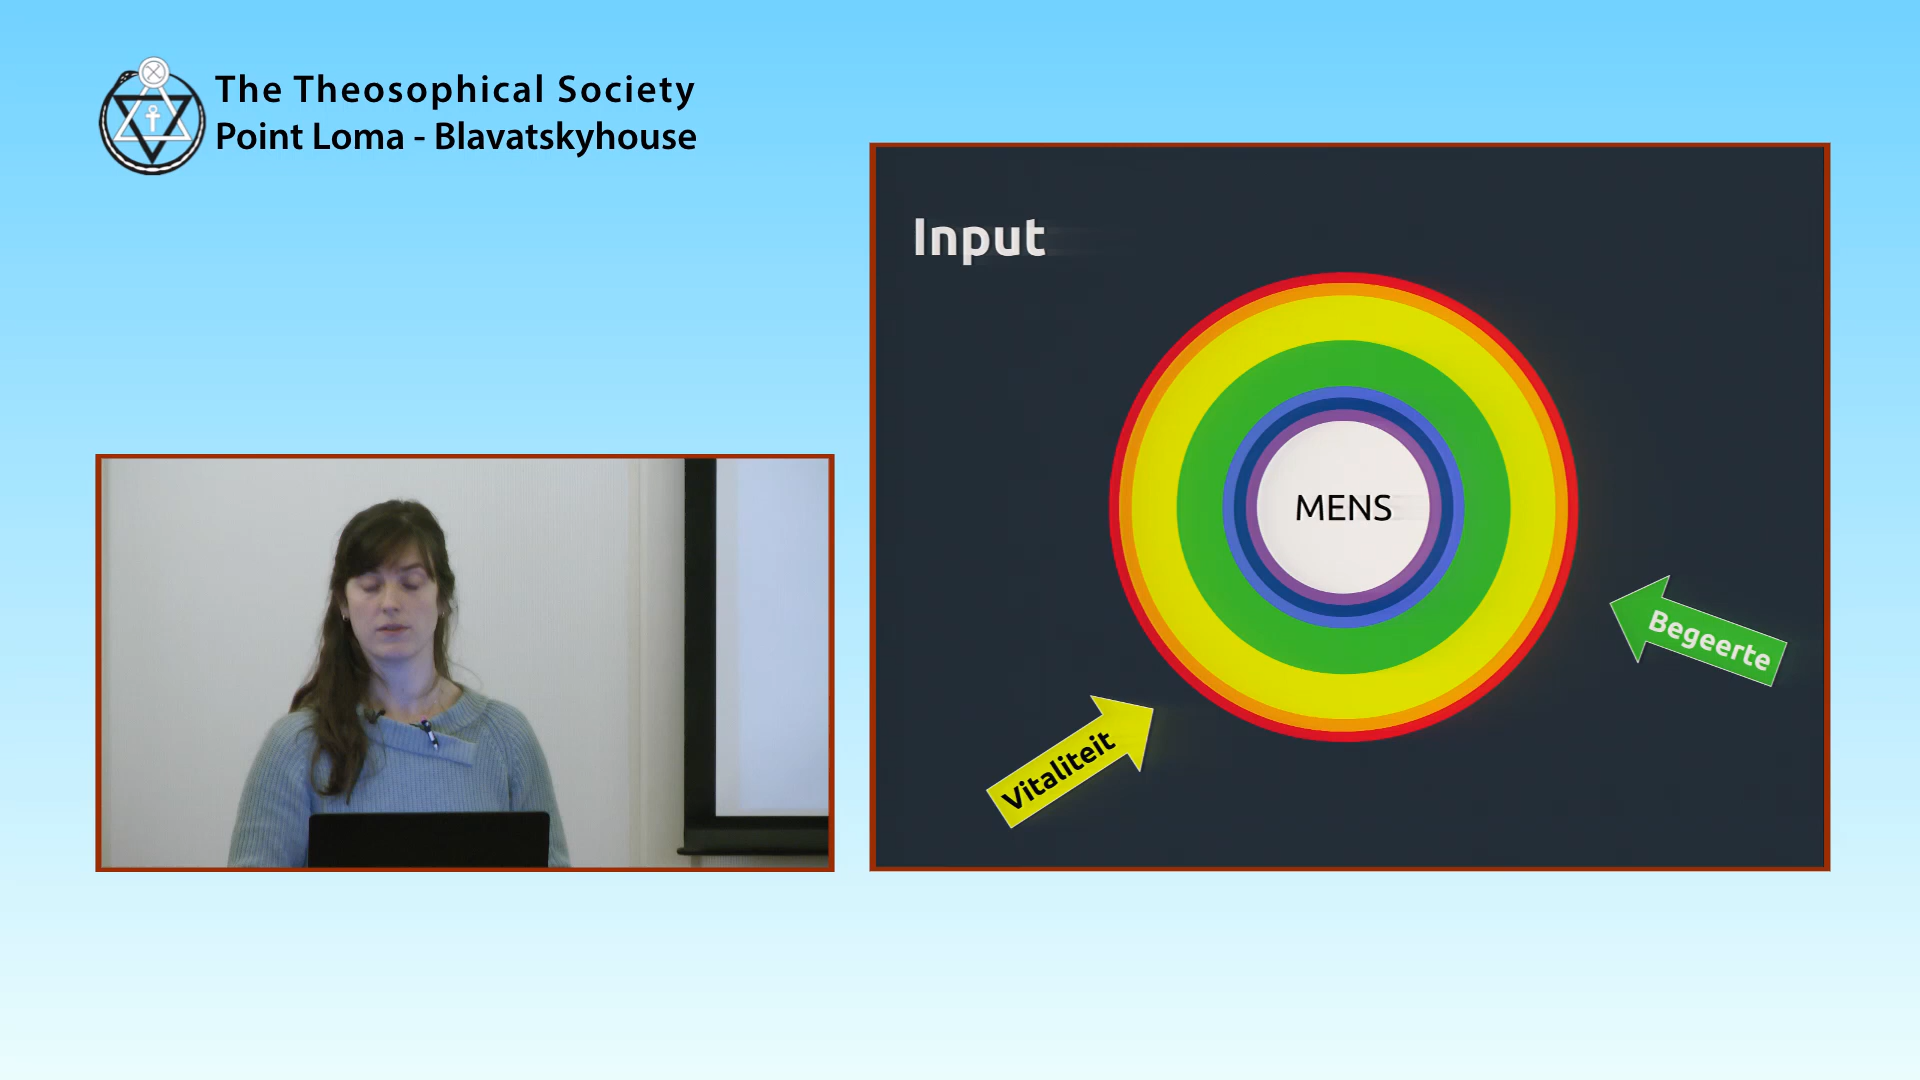 The Theosophical Society
Point Loma - Blavatskyhouse
Input
MENS
Begeerte
Vitaliteit